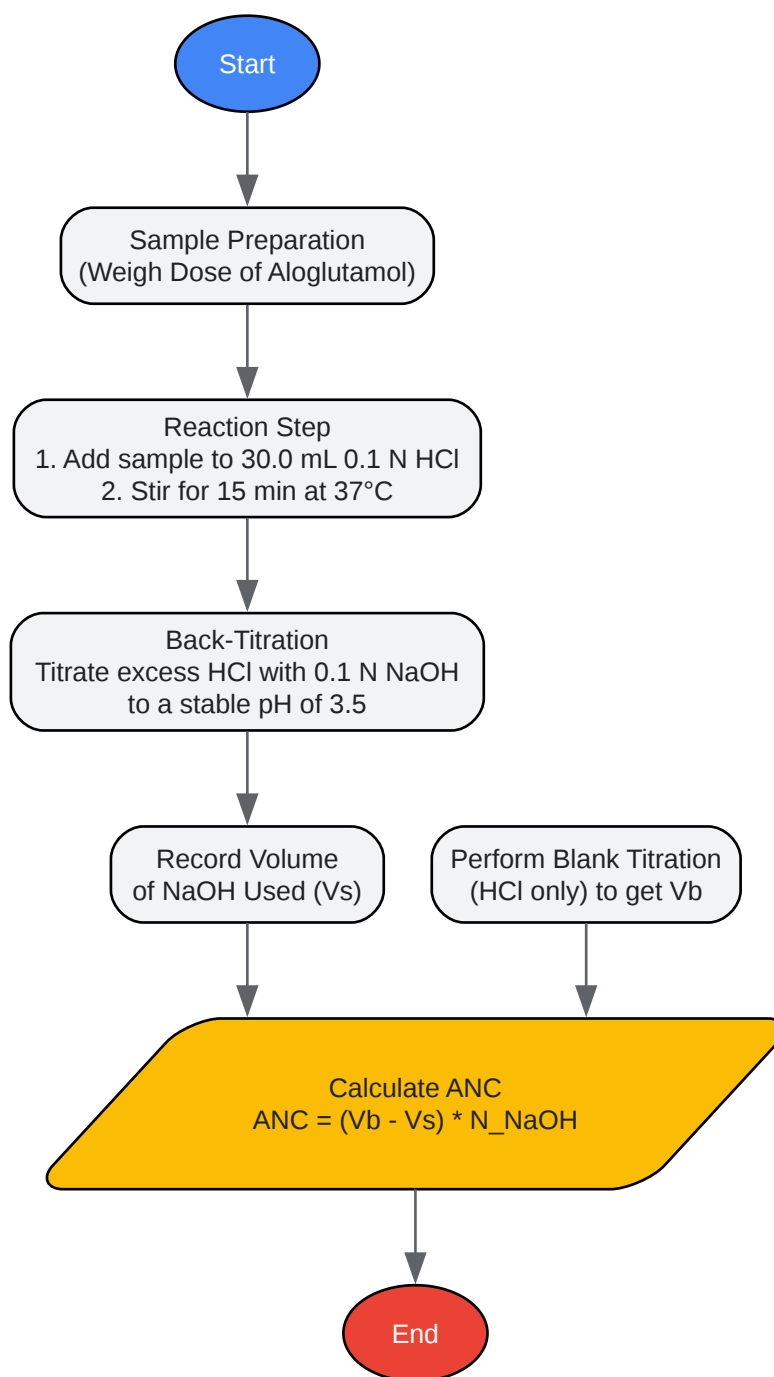 Start
Sample Preparation
(Weigh Dose of Aloglutamol)
Reaction Step
1. Add sample to 30.0 mL 0.1 N HCl
2. Stir for 15 min at 37°C
Back-Titration
Titrate excess HCl with 0.1 N NaOH
to a stable pH of 3.5
Record Volume
of NaOH Used (Vs)
Perform Blank Titration
(HCl only) to get Vb
Calculate ANC
ANC = (Vb - Vs) * N_NaOH
End